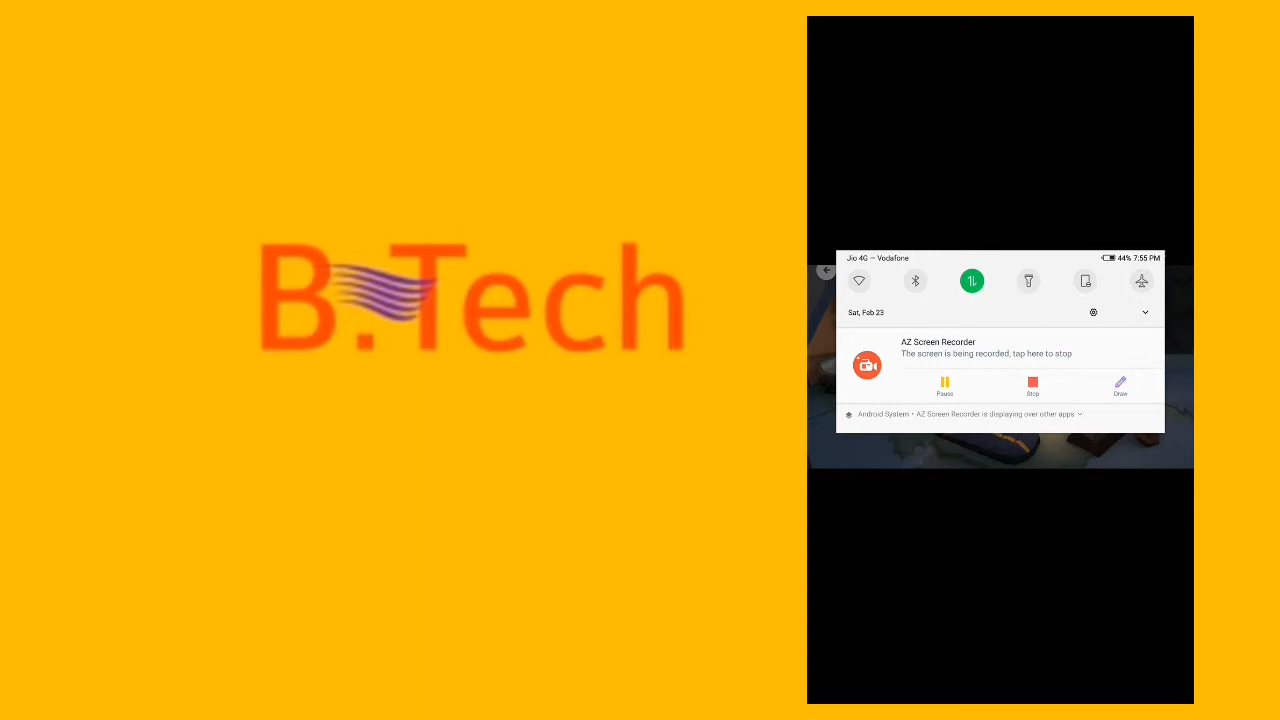 B.Tech
Jio 4G — Vodafone
44% 7:55 PM
Sat, Feb 23
AZ Screen Recorder
The screen is being recorded, tap here to stop
Pause
Stop
Draw
Android System • AZ Screen Recorder is displaying over other apps